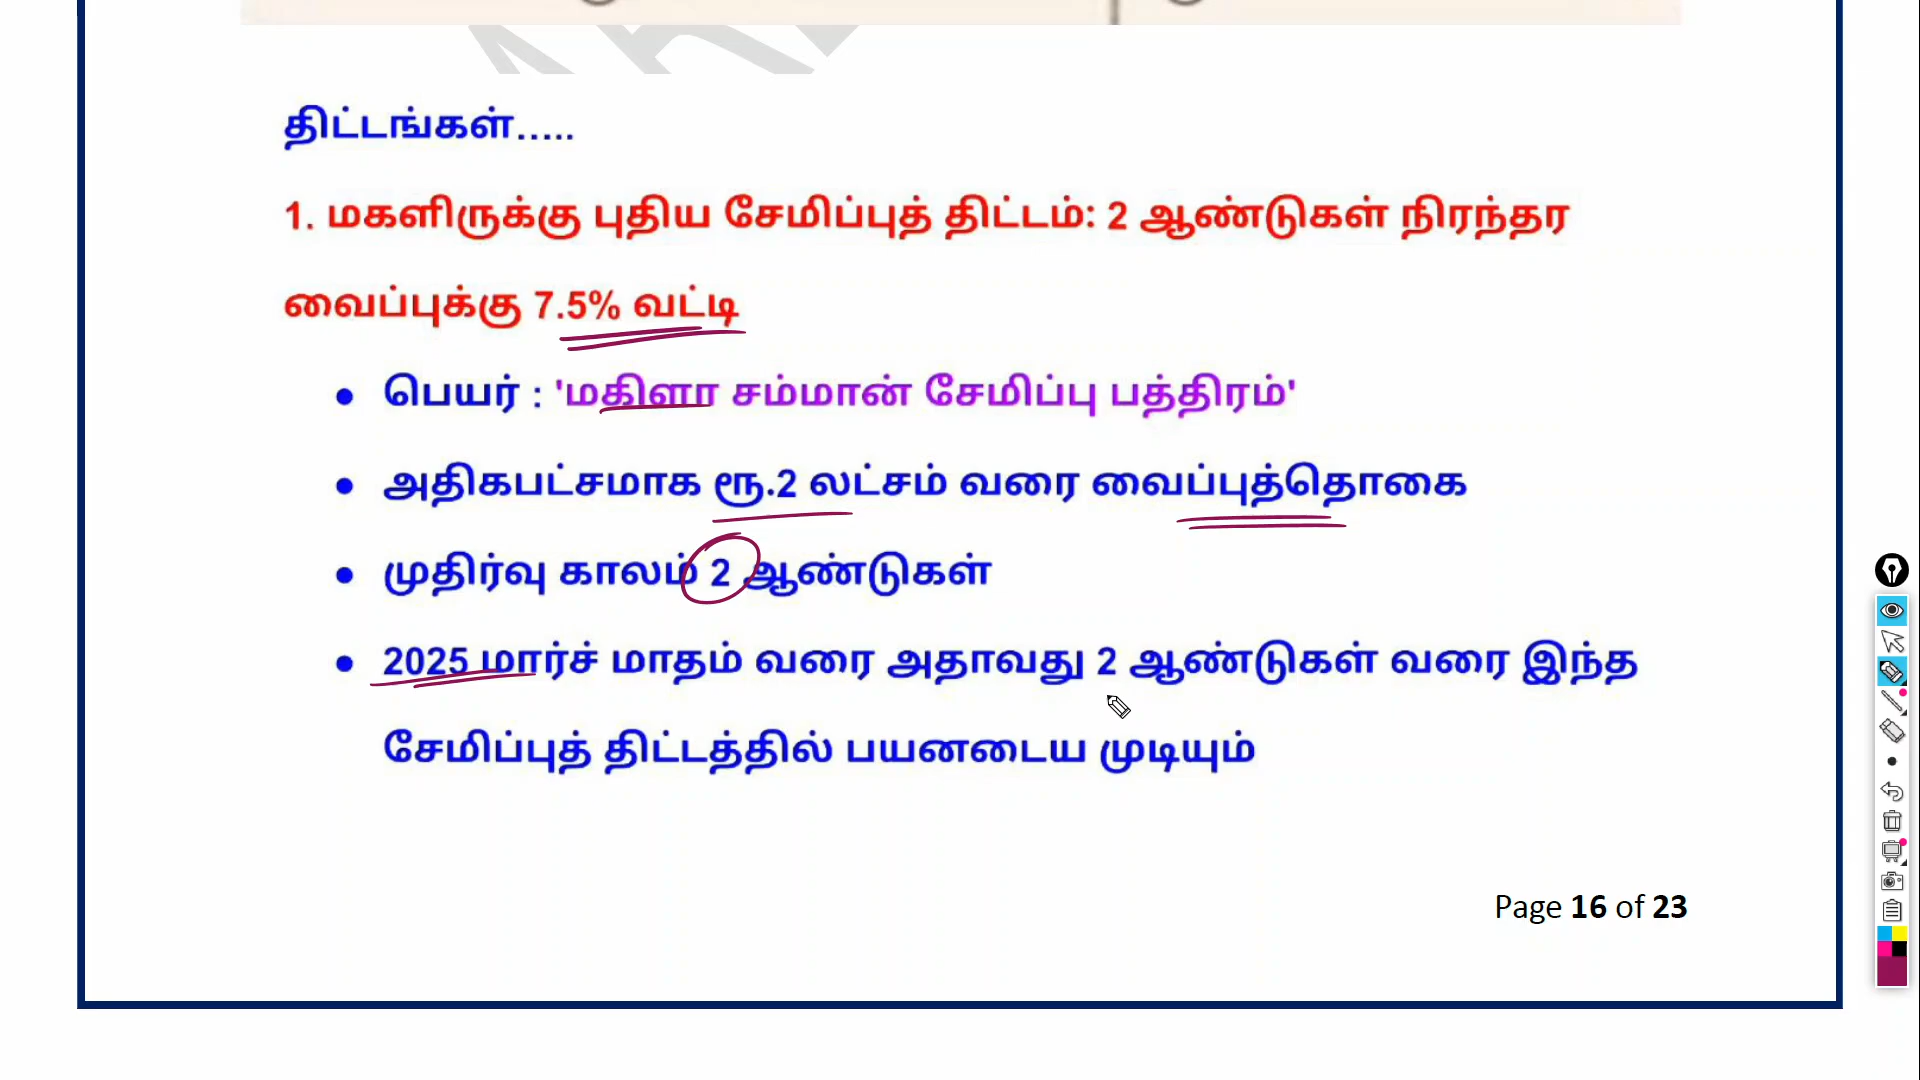 திட்டங்கள்.....
1. மகளிருக்கு புதிய சேமிப்புத் திட்டம்: 2 ஆண்டுகள் நிரந்தர
வைப்புக்கு 7.5% வட்டி
• பெயர் : 'மகிளா சம்மான் சேமிப்பு பத்திரம்'
• அதிகபட்சமாக ரூ.2 லட்சம் வரை வைப்புத்தொகை
• முதிர்வு காலம் 2 ஆண்டுகள்
• 2025 மார்ச் மாதம் வரை அதாவது 2 ஆண்டுகள் வரை இந்த
சேமிப்புத் திட்டத்தில் பயனடைய முடியும்
Page 16 of 23